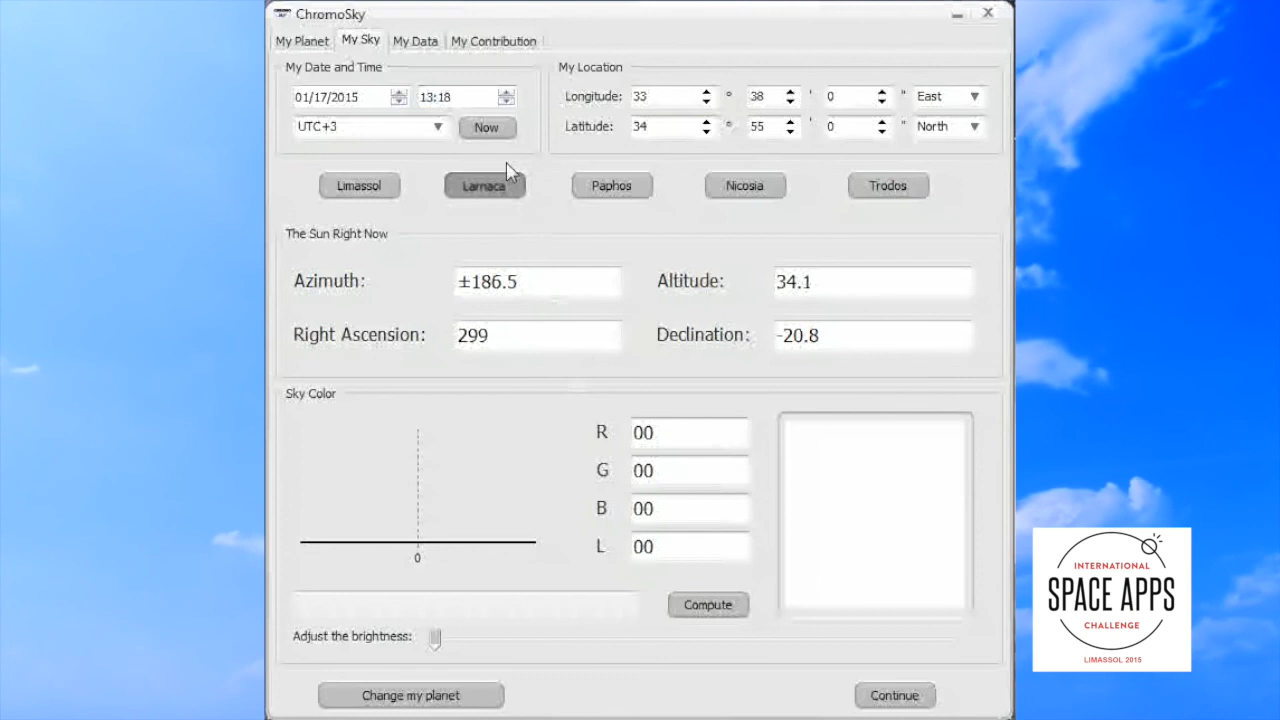 ChromoSky
My Planet My Sky My Data My Contribution
My Date and Time
01/17/2015 13:18
UTC+3 Now
My Location
Longitude: 33 ° 38 ' 0 " East
Latitude: 34 ° 55 ' 0 " North
Limassol Larnaca Paphos Nicosia Trodos
The Sun Right Now
Azimuth: ±186.5 Altitude: 34.1
Right Ascension: 299 Declination: -20.8
Sky Color
0
R 00
G 00
B 00
L 00
Compute
Adjust the brightness:
Change my planet Continue
INTERNATIONAL
SPACE APPS
CHALLENGE
LIMASSOL 2015